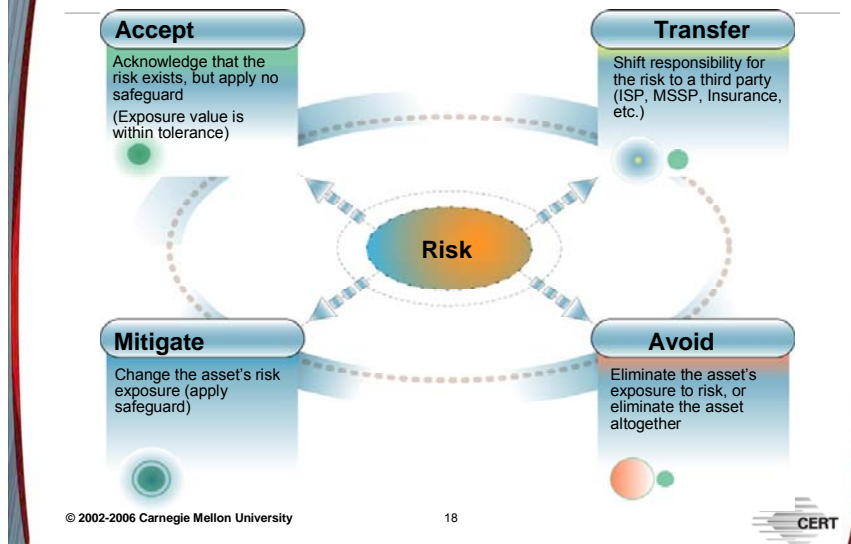 Accept
Acknowledge that the
risk exists, but apply no
safeguard
(Exposure value is
within tolerance)
Transfer
Shift responsibility for
the risk to a third party
(ISP, MSSP, Insurance,
etc.)
Risk
Mitigate
Change the asset's risk
exposure (apply
safeguard)
Avoid
Eliminate the asset's
exposure to risk, or
eliminate the asset
altogether
© 2002-2006 Carnegie Mellon University
18
CERT